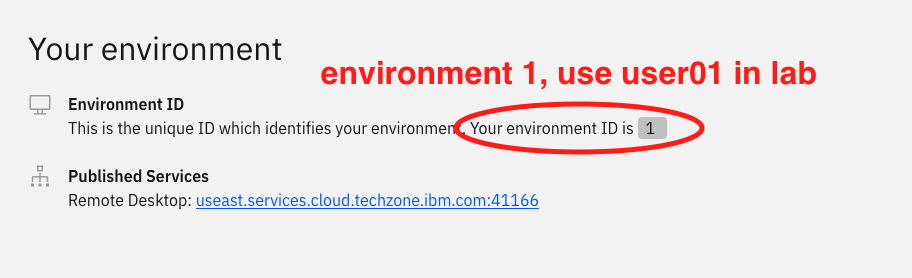 Your environment
environment 1, use user01 in lab
Environment ID
This is the unique ID which identifies your environment. Your environment ID is 1
Published Services
Remote Desktop: useast.services.cloud.techzone.ibm.com:41166